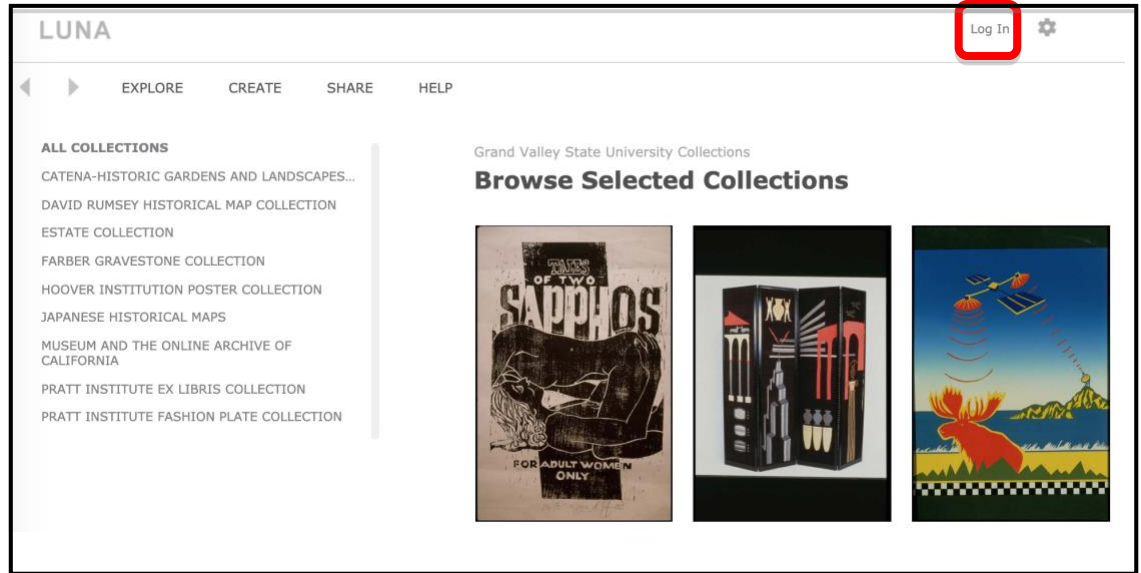 LUNA
Log In
EXPLORE CREATE SHARE HELP
ALL COLLECTIONS
CATENA-HISTORIC GARDENS AND LANDSCAPES...
DAVID RUMSEY HISTORICAL MAP COLLECTION
ESTATE COLLECTION
FARBER GRAVESTONE COLLECTION
HOOVER INSTITUTION POSTER COLLECTION
JAPANESE HISTORICAL MAPS
MUSEUM AND THE ONLINE ARCHIVE OF
CALIFORNIA
PRATT INSTITUTE EX LIBRIS COLLECTION
PRATT INSTITUTE FASHION PLATE COLLECTION
Grand Valley State University Collections
Browse Selected Collections
OF TWO
SAPPHOS
FOR ADULT WOMEN
ONLY